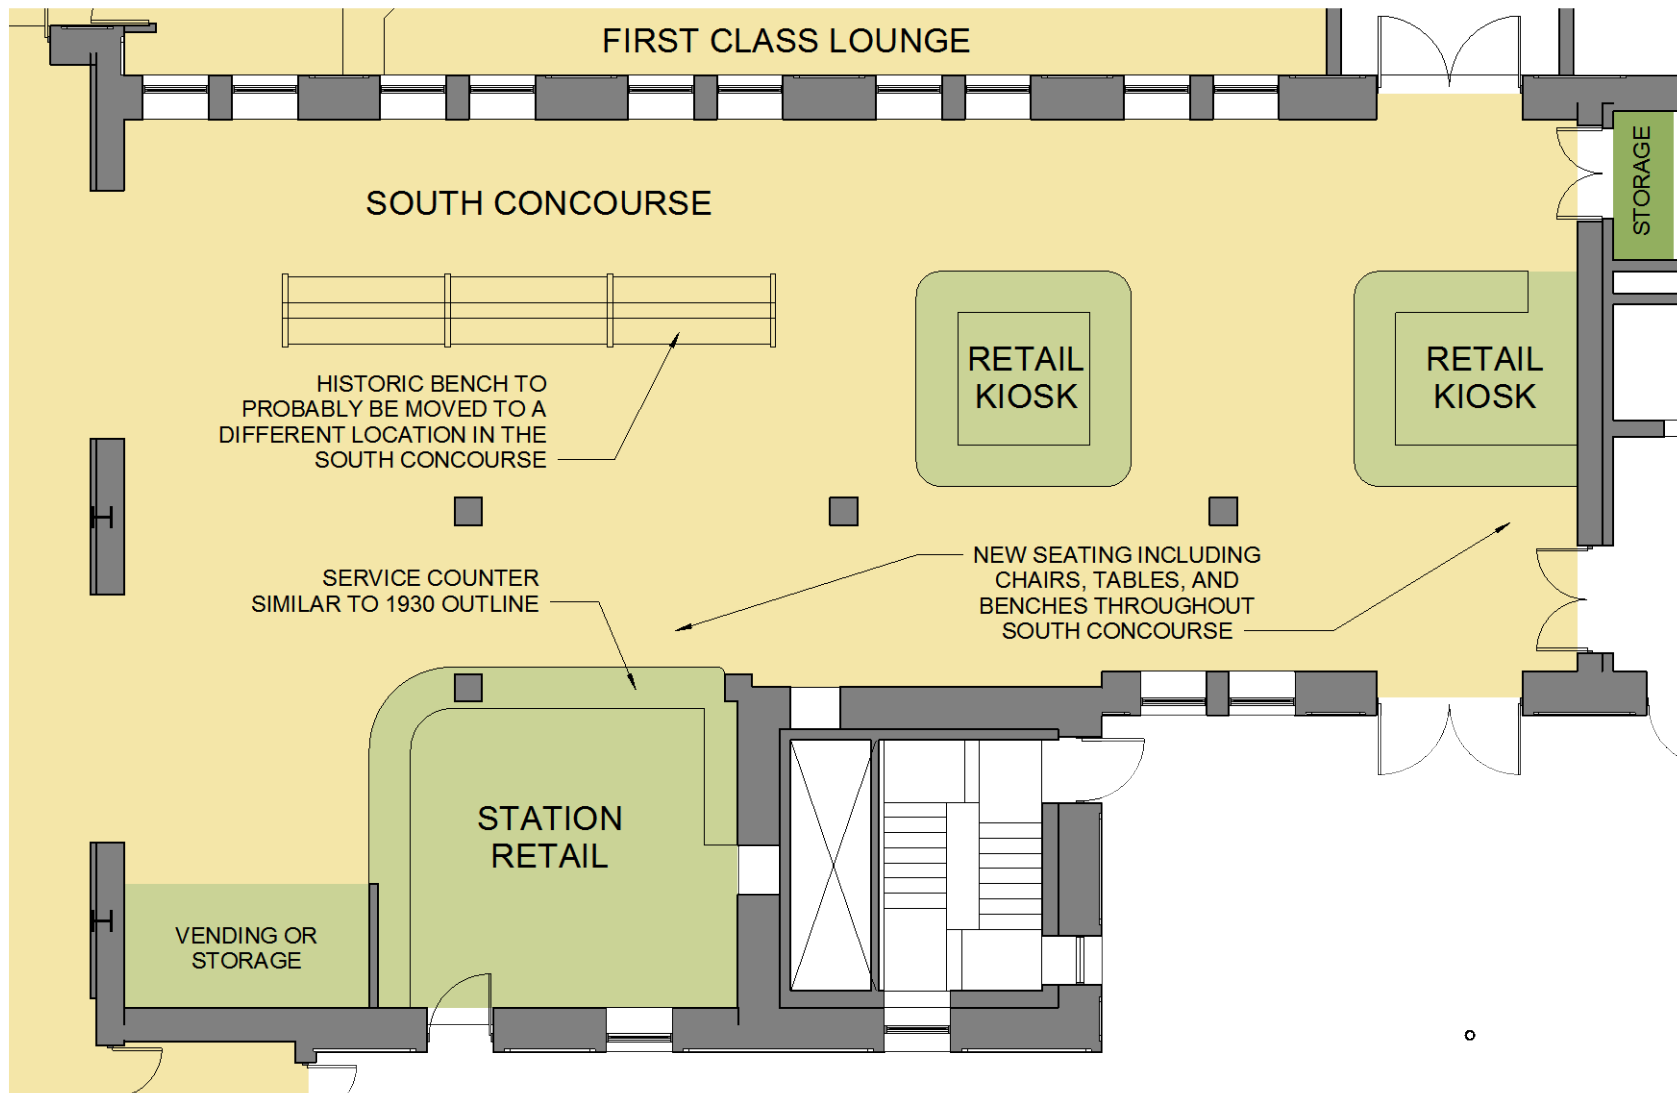 FIRST CLASS LOUNGE
SOUTH CONCOURSE
STORAGE
RETAIL
KIOSK
RETAIL
KIOSK
HISTORIC BENCH TO
PROBABLY BE MOVED TO A
DIFFERENT LOCATION IN THE
SOUTH CONCOURSE
SERVICE COUNTER
SIMILAR TO 1930 OUTLINE
NEW SEATING INCLUDING
CHAIRS, TABLES, AND
BENCHES THROUGHOUT
SOUTH CONCOURSE
STATION
RETAIL
VENDING OR
STORAGE